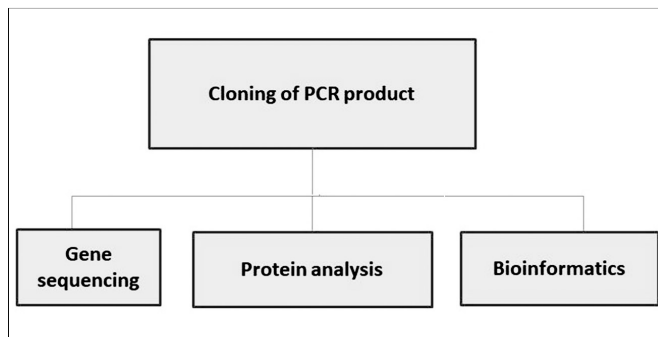 Cloning of PCR product
Gene
sequencing
Protein analysis
Bioinformatics